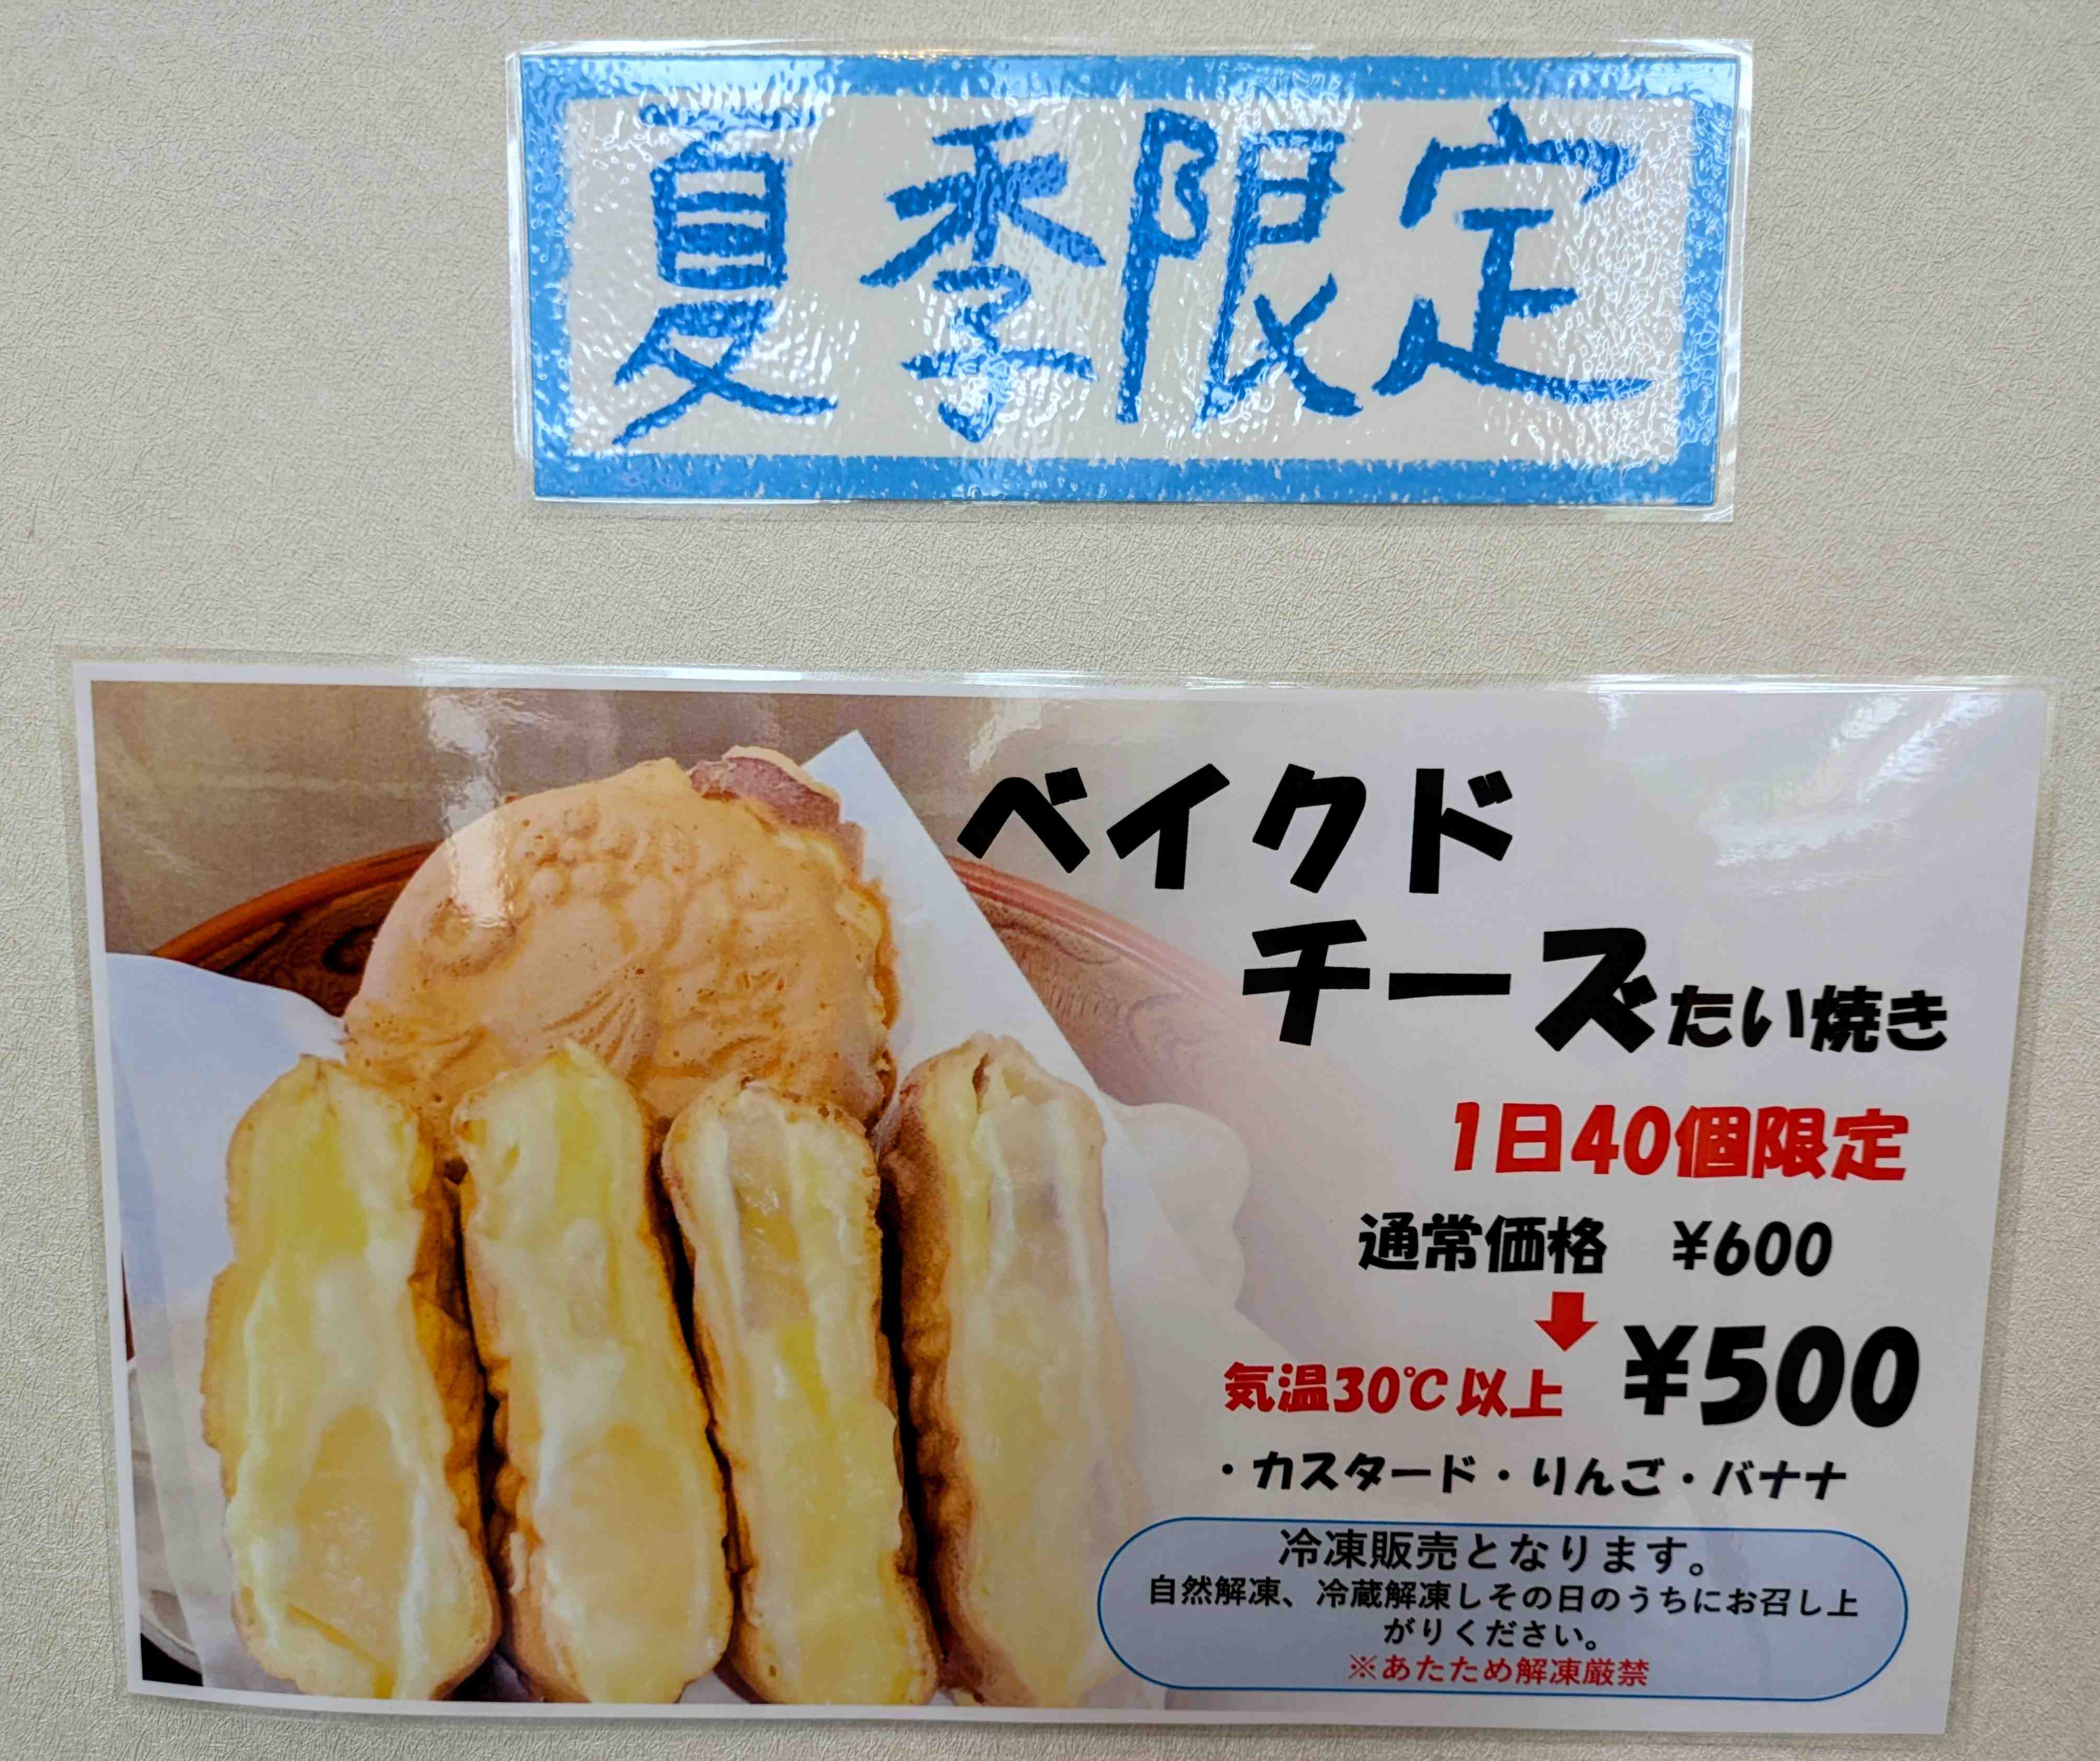 夏季限定
ベイクド
チーズたい焼き
1日40個限定
通常価格 ¥600
気温30℃以上 ¥500
・カスタード・りんご・バナナ
冷凍販売となります。
自然解凍、冷蔵解凍しその日のうちにお召し上
がりください。
※あたため解凍厳禁